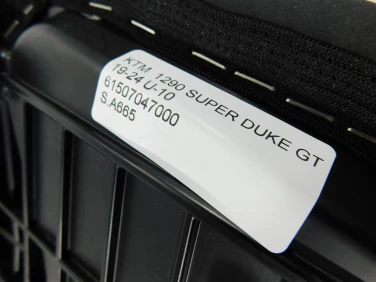 KTM 1290 SUPER DUKE GT
19-24 U-10
61507047000
S.A665